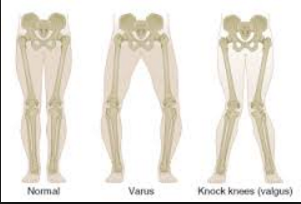 Normal
Varus
Knock knees (valgus)